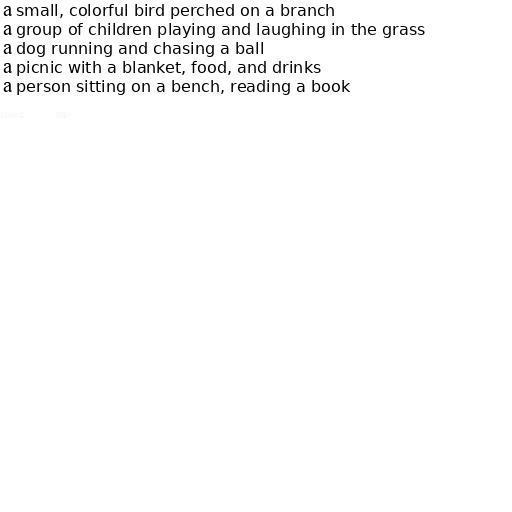 a small, colorful bird perched on a branch
a group of children playing and laughing in the grass
a dog running and chasing a ball
a picnic with a blanket, food, and drinks
a person sitting on a bench, reading a book